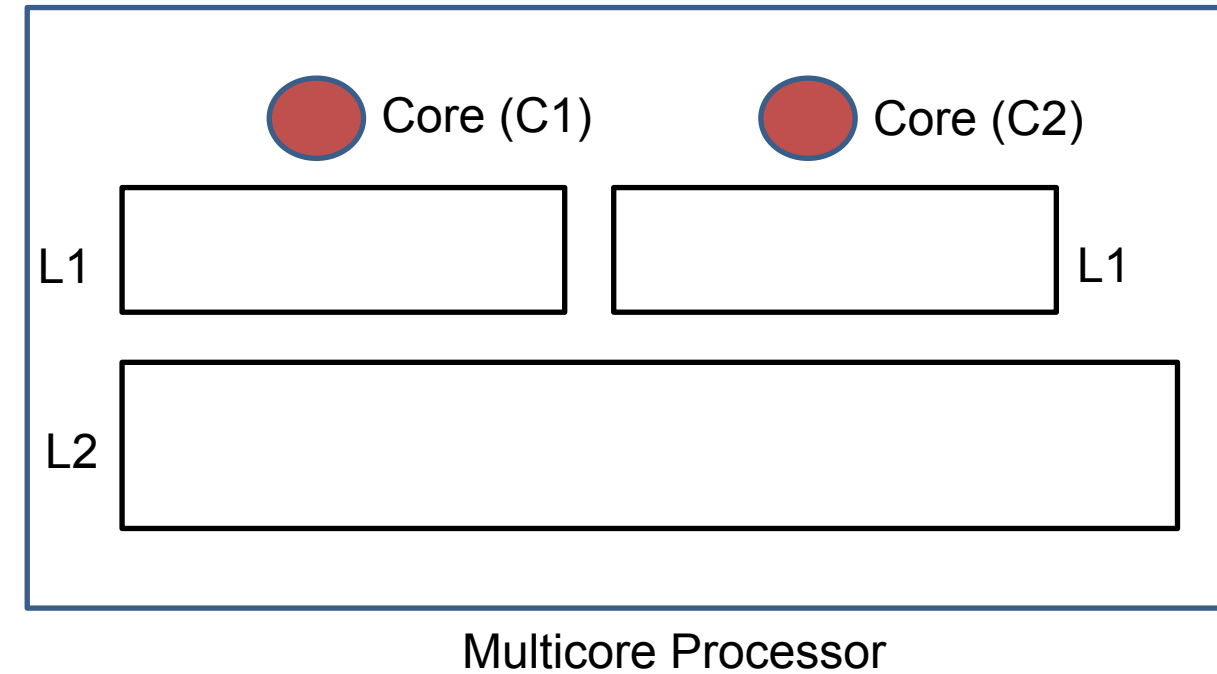 Core (C1)
Core (C2)
L1
L1
L2
Multicore Processor